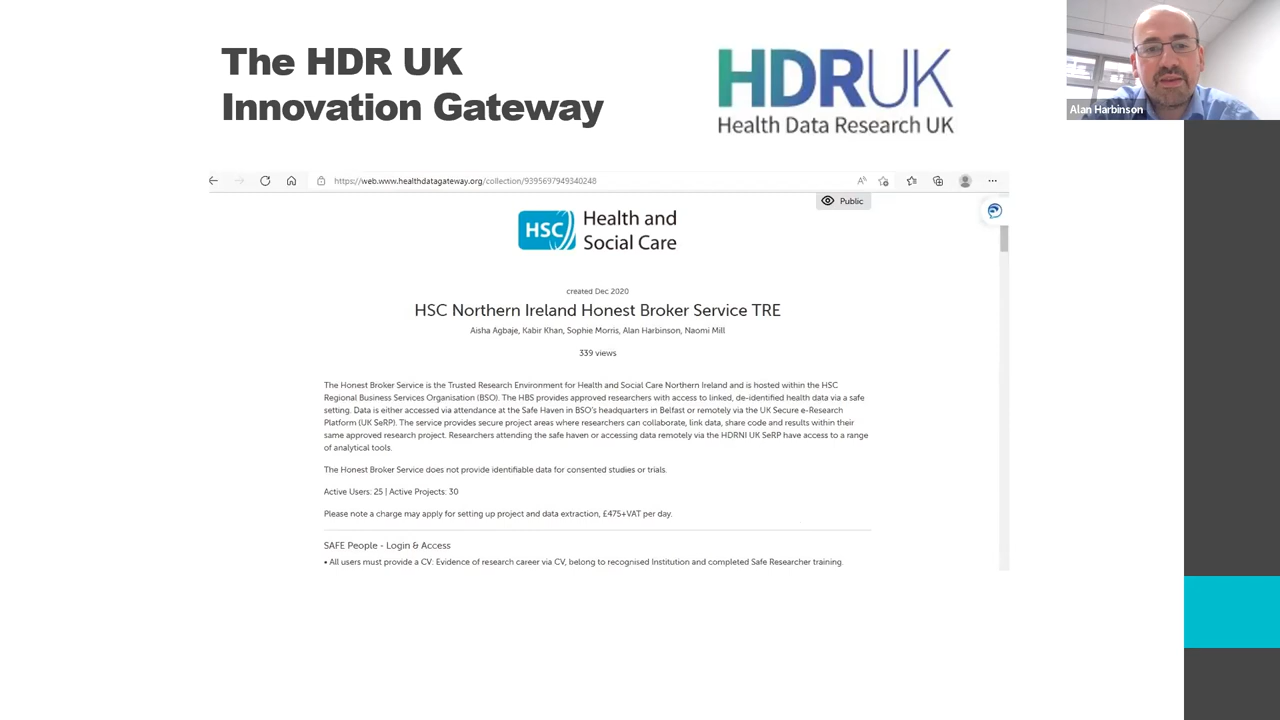 The HDR UK
Innovation Gateway
HDRUK
Health Data Research UK
Alan Harbinson
https://web.www.healthdatagateway.org/collection/9395697949340248
Public
HSC
Health and
Social Care
created Dec 2020
HSC Northern Ireland Honest Broker Service TRE
Aisha Agbaje, Kabir Khan, Sophie Morris, Alan Harbinson, Naomi Mill
339 views
The Honest Broker Service is the Trusted Research Environment for Health and Social Care Northern Ireland and is hosted within the HSC
Regional Business Services Organisation (BSO). The HBS provides approved researchers with access to linked, de-identified health data via a safe
setting. Data is either accessed via attendance at the Safe Haven in BSO's headquarters in Belfast or remotely via the UK Secure e-Research
Platform (UK SeRP). The service provides secure project areas where researchers can collaborate, link data, share code and results within their
same approved research project. Researchers attending the safe haven or accessing data remotely via the HDRNI UK SeRP have access to a range
of analytical tools.
The Honest Broker Service does not provide identifiable data for consented studies or trials.
Active Users: 25 | Active Projects: 30
Please note a charge may apply for setting up project and data extraction, £475+VAT per day.
SAFE People - Login & Access
• All users must provide a CV. Evidence of research career via CV, belong to recognised Institution and completed Safe Researcher training.